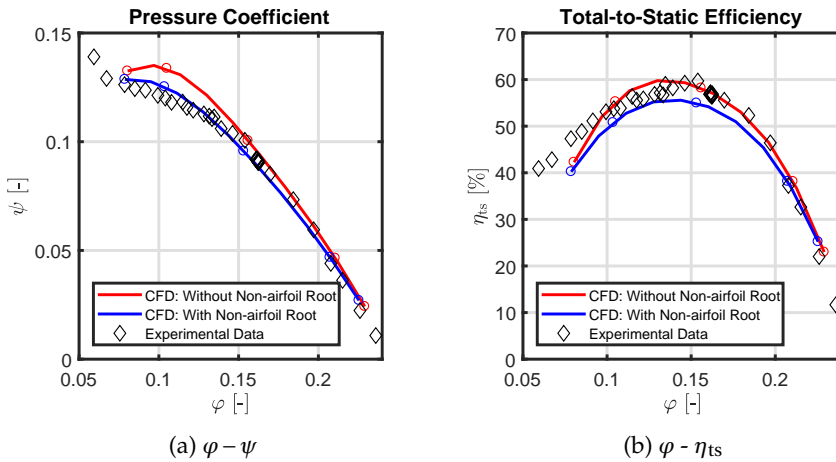 Pressure Coefficient
0.15
0.1
0.05
0
ψ [-]
CFD: Without Non-airfoil Root
CFD: With Non-airfoil Root
Experimental Data
0.05 0.1 0.15 0.2
φ [-]
(a) φ – ψ
Total-to-Static Efficiency
70
60
50
40
30
20
10
0
η_ts [%]
CFD: Without Non-airfoil Root
CFD: With Non-airfoil Root
Experimental Data
0.05 0.1 0.15 0.2
φ [-]
(b) φ - η_ts